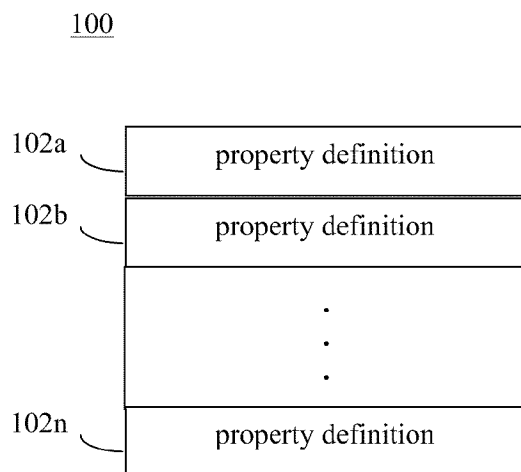 100
102a property definition
102b property definition
102n property definition